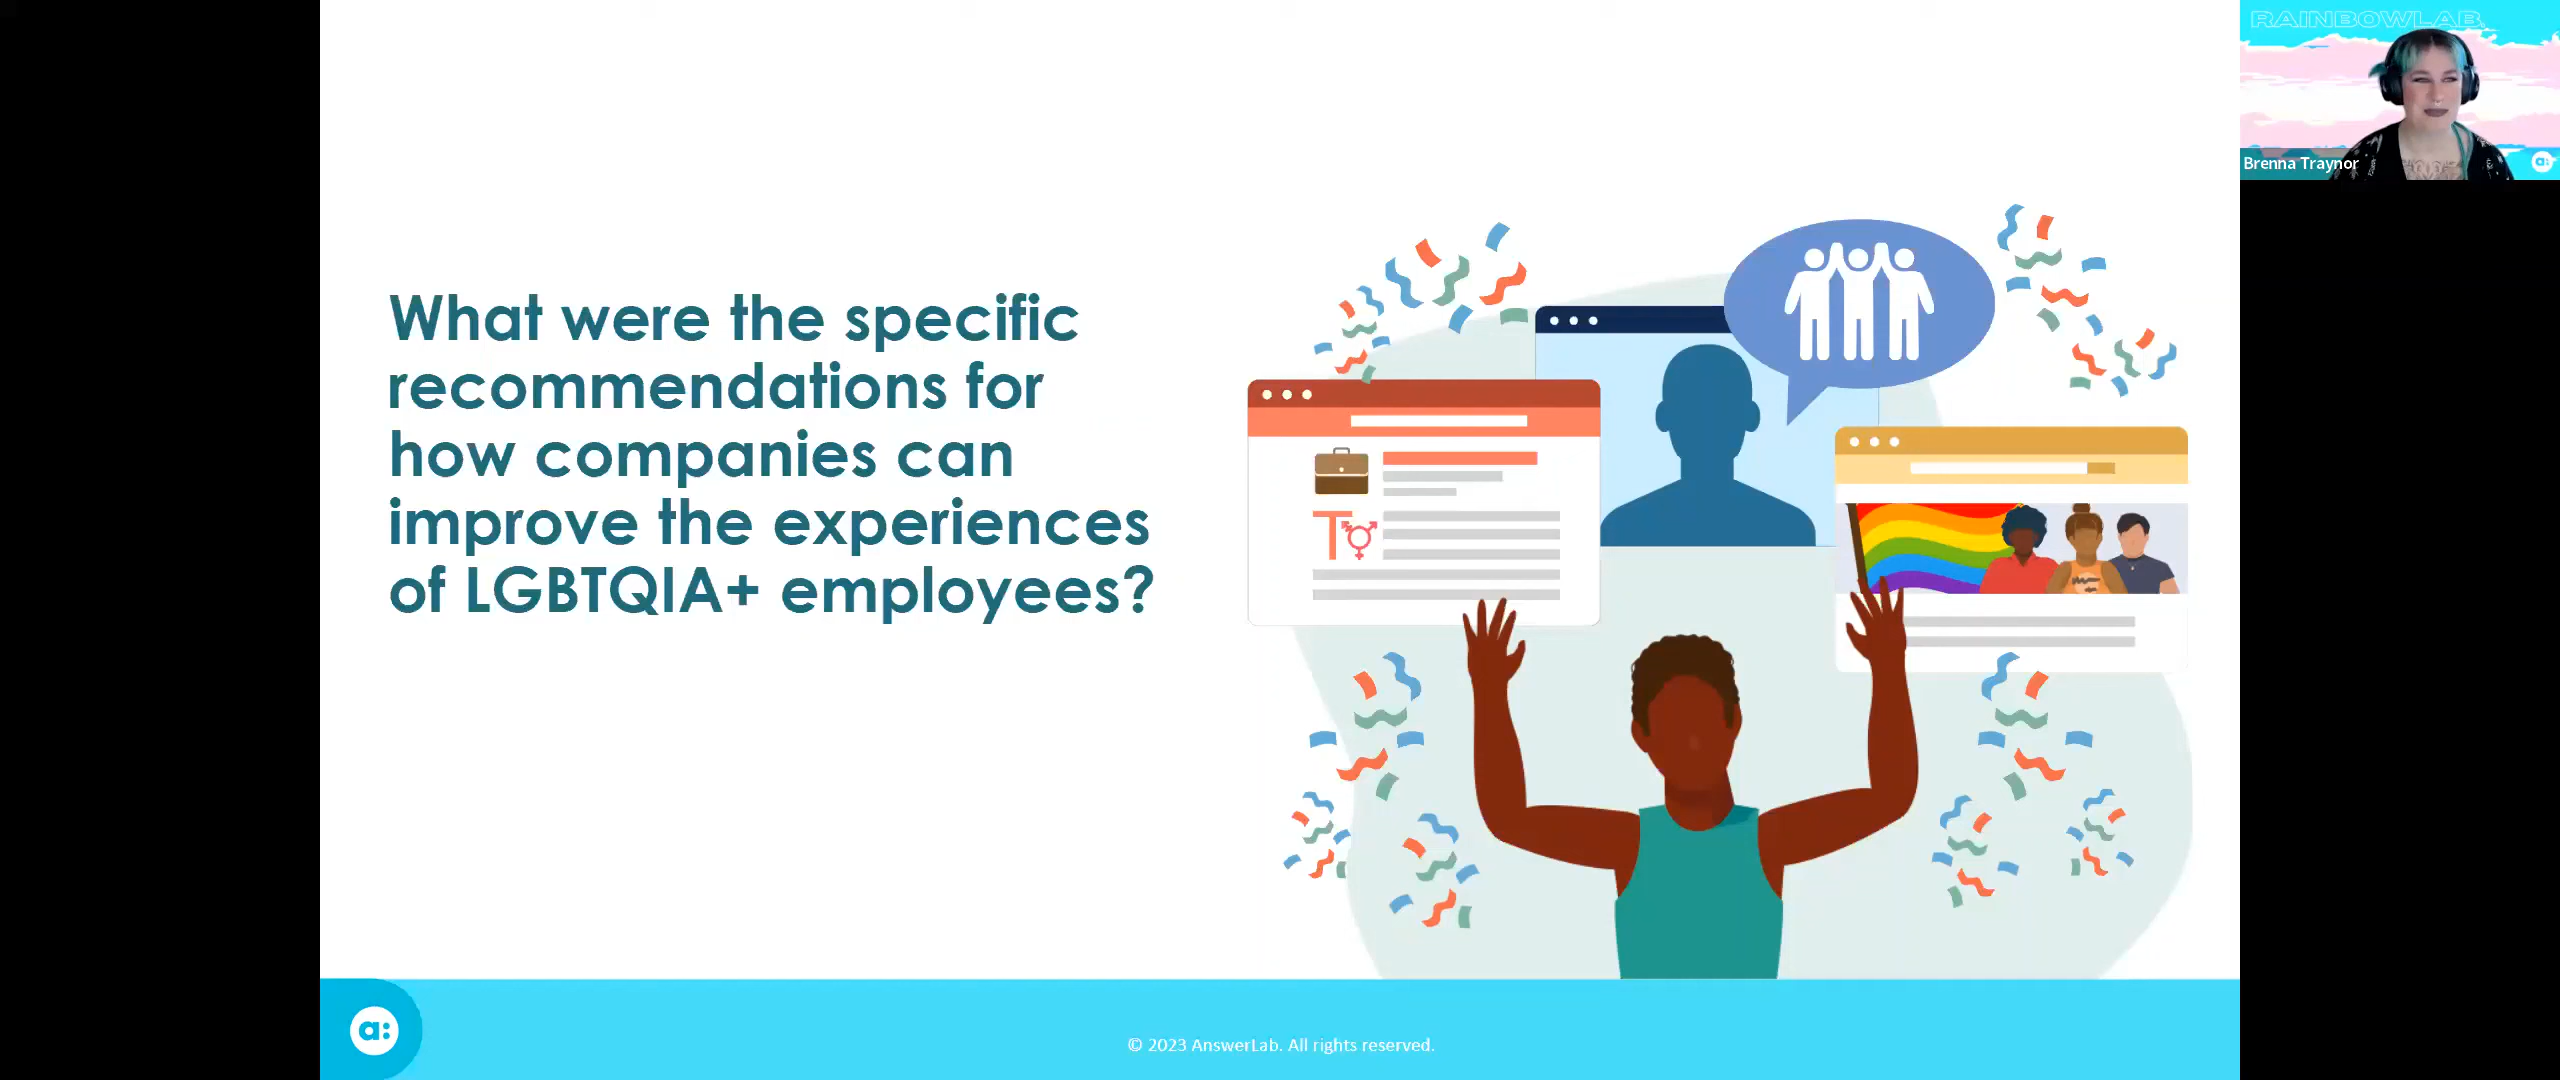 RAINBOWLAB.
Brenna Traynor
a:
What were the specific
recommendations for
how companies can
improve the experiences
of LGBTQIA+ employees?
T
a:
© 2023 AnswerLab. All rights reserved.